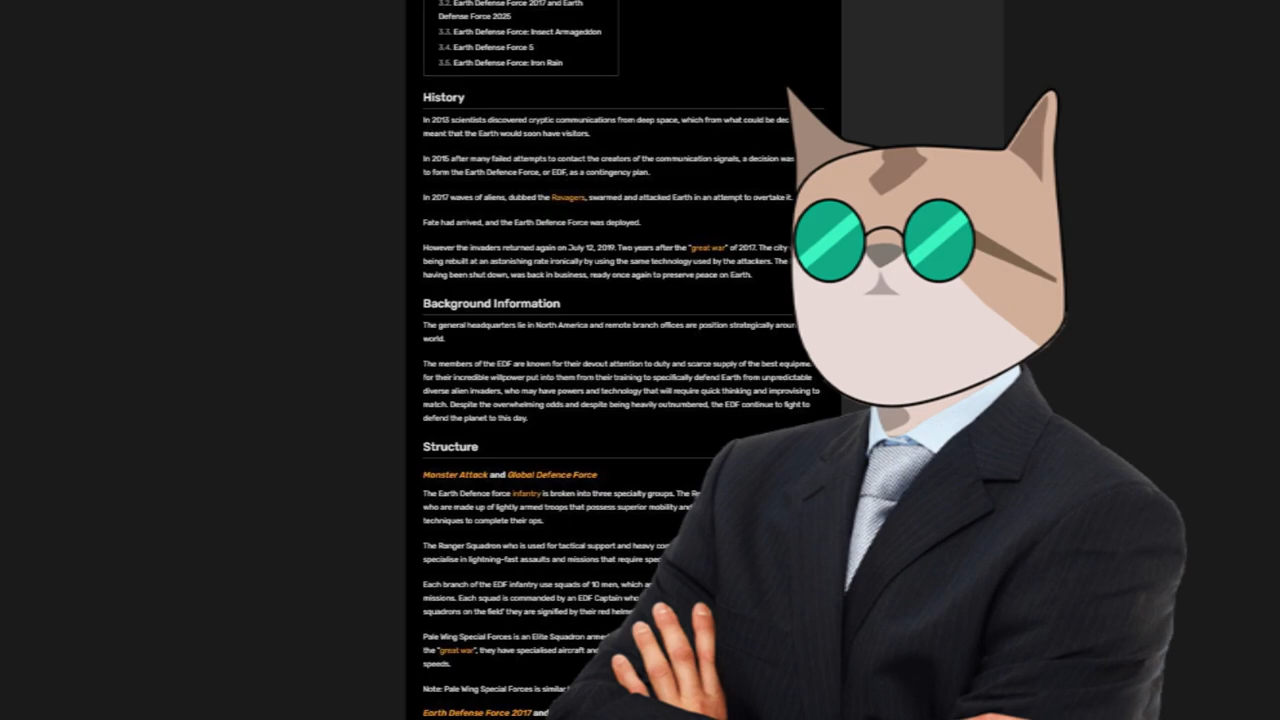 3.2. Earth Defense Force 2017 and Earth
Defense Force 2025
3.3. Earth Defense Force: Insect Armageddon
3.4. Earth Defense Force 5
3.5. Earth Defense Force: Iron Rain
History
In 2013 scientists discovered cryptic communications from deep space, which from what could be
meant that the Earth would soon have visitors.
In 2015 after many failed attempts to contact the creators of the communication signals, a decision was
to form the Earth Defence Force, or EDF, as a contingency plan.
In 2017 waves of aliens, dubbed the Ravagers, swarmed and attacked Earth in an attempt to overtake it.
Fate had arrived, and the Earth Defence Force was deployed.
However the invaders returned again on July 12, 2019. Two years after the "great war" of 2017. The city
being rebuilt at an astonishing rate ironically by using the same technology used by the attackers. The
having been shut down, was back in business, ready once again to preserve peace on Earth.
Background Information
The general headquarters lie in North America and remote branch offices are position strategically
world.
The members of the EDF are known for their devout attention to duty and scarce supply of the best
for their incredible willpower put into them from their training to specifically defend Earth from unpredictable
diverse alien invaders, who may have powers and technology that will require quick thinking and improvising to
match. Despite the overwhelming odds and despite being heavily outnumbered, the EDF continue to fight to
defend the planet to this day.
Structure
Monster Attack and Global Defence Force
The Earth Defence force infantry is broken into three specialty groups. The
who are made up of lightly armed troops that possess superior mobility and
techniques to complete their ops.
The Ranger Squadron who is used for tactical support and heavy
specialise in lightning-fast assaults and missions that require
Each branch of the EDF infantry use squads of 10 men, which
missions. Each squad is commanded by an EDF Captain who
squadrons on the field' they are signified by their red
Pale Wing Special Forces is an Elite Squadron
the "great war", they have specialised aircraft
speeds.
Note: Pale Wing Special Forces is
Earth Defense Force 2017 and